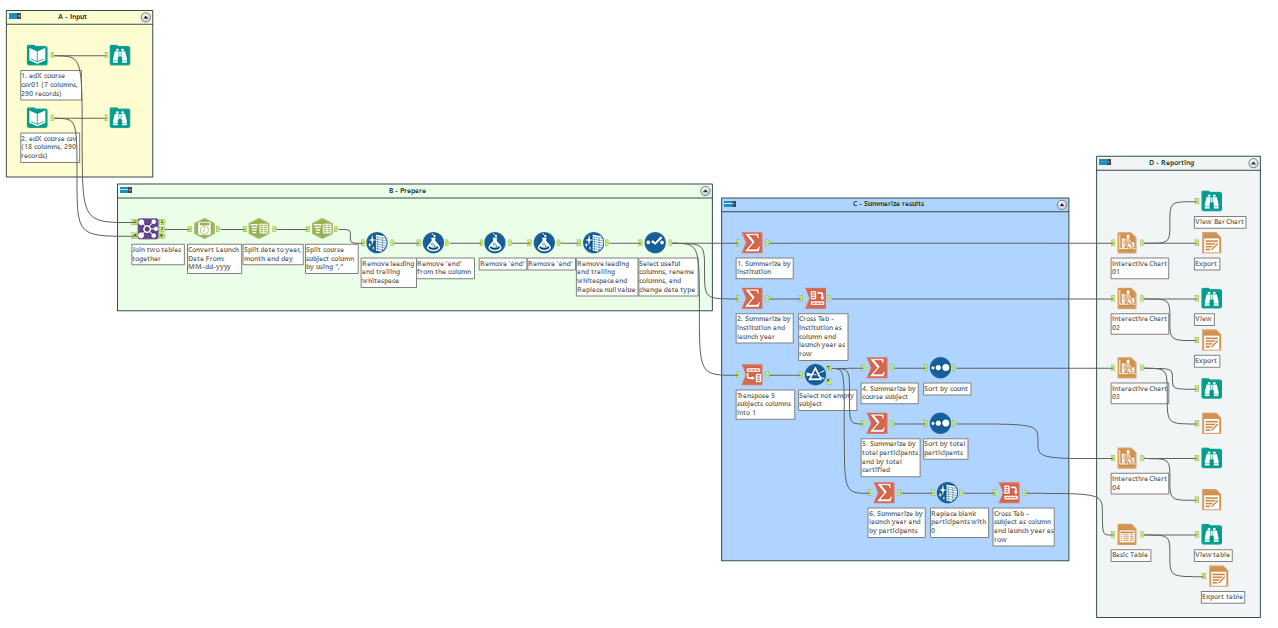 A - Input
1. edX course
csv01 (7 columns,
290 records)
2. edX course csv
(18 columns, 290
records)
B - Prepare
Join two tables
together
Convert Launch
Date From:
MM-dd-yyyy
Split date to year,
month and day
Split course
subject column
by using ","
Remove leading
and trailing
whitespace
Remove 'and'
from the column
Remove 'and'
Remove 'and'
Remove leading
and trailing
whitespace and
Replace null value
Select useful
columns, rename
columns, and
change date type
C - Summarize results
1. Summarize by
institution
2. Summarize by
institution and
launch year
Cross Tab -
institution as
column and
launch year as
row
Transpose 5
subjects columns
into 1
Select not empty
subject
4. Summarize by
course subject
Sort by count
5. Summarize by
total participants
and by total
certified
Sort by total
participants
6. Summarize by
launch year and
by participants
Replace blank
participants with
0
Cross Tab -
subject as column
and launch year as
row
D - Reporting
View Bar Chart
Interactive Chart
01
Export
Interactive Chart
02
View
Export
Interactive Chart
03
Interactive Chart
04
Basic Table
View table
Export table